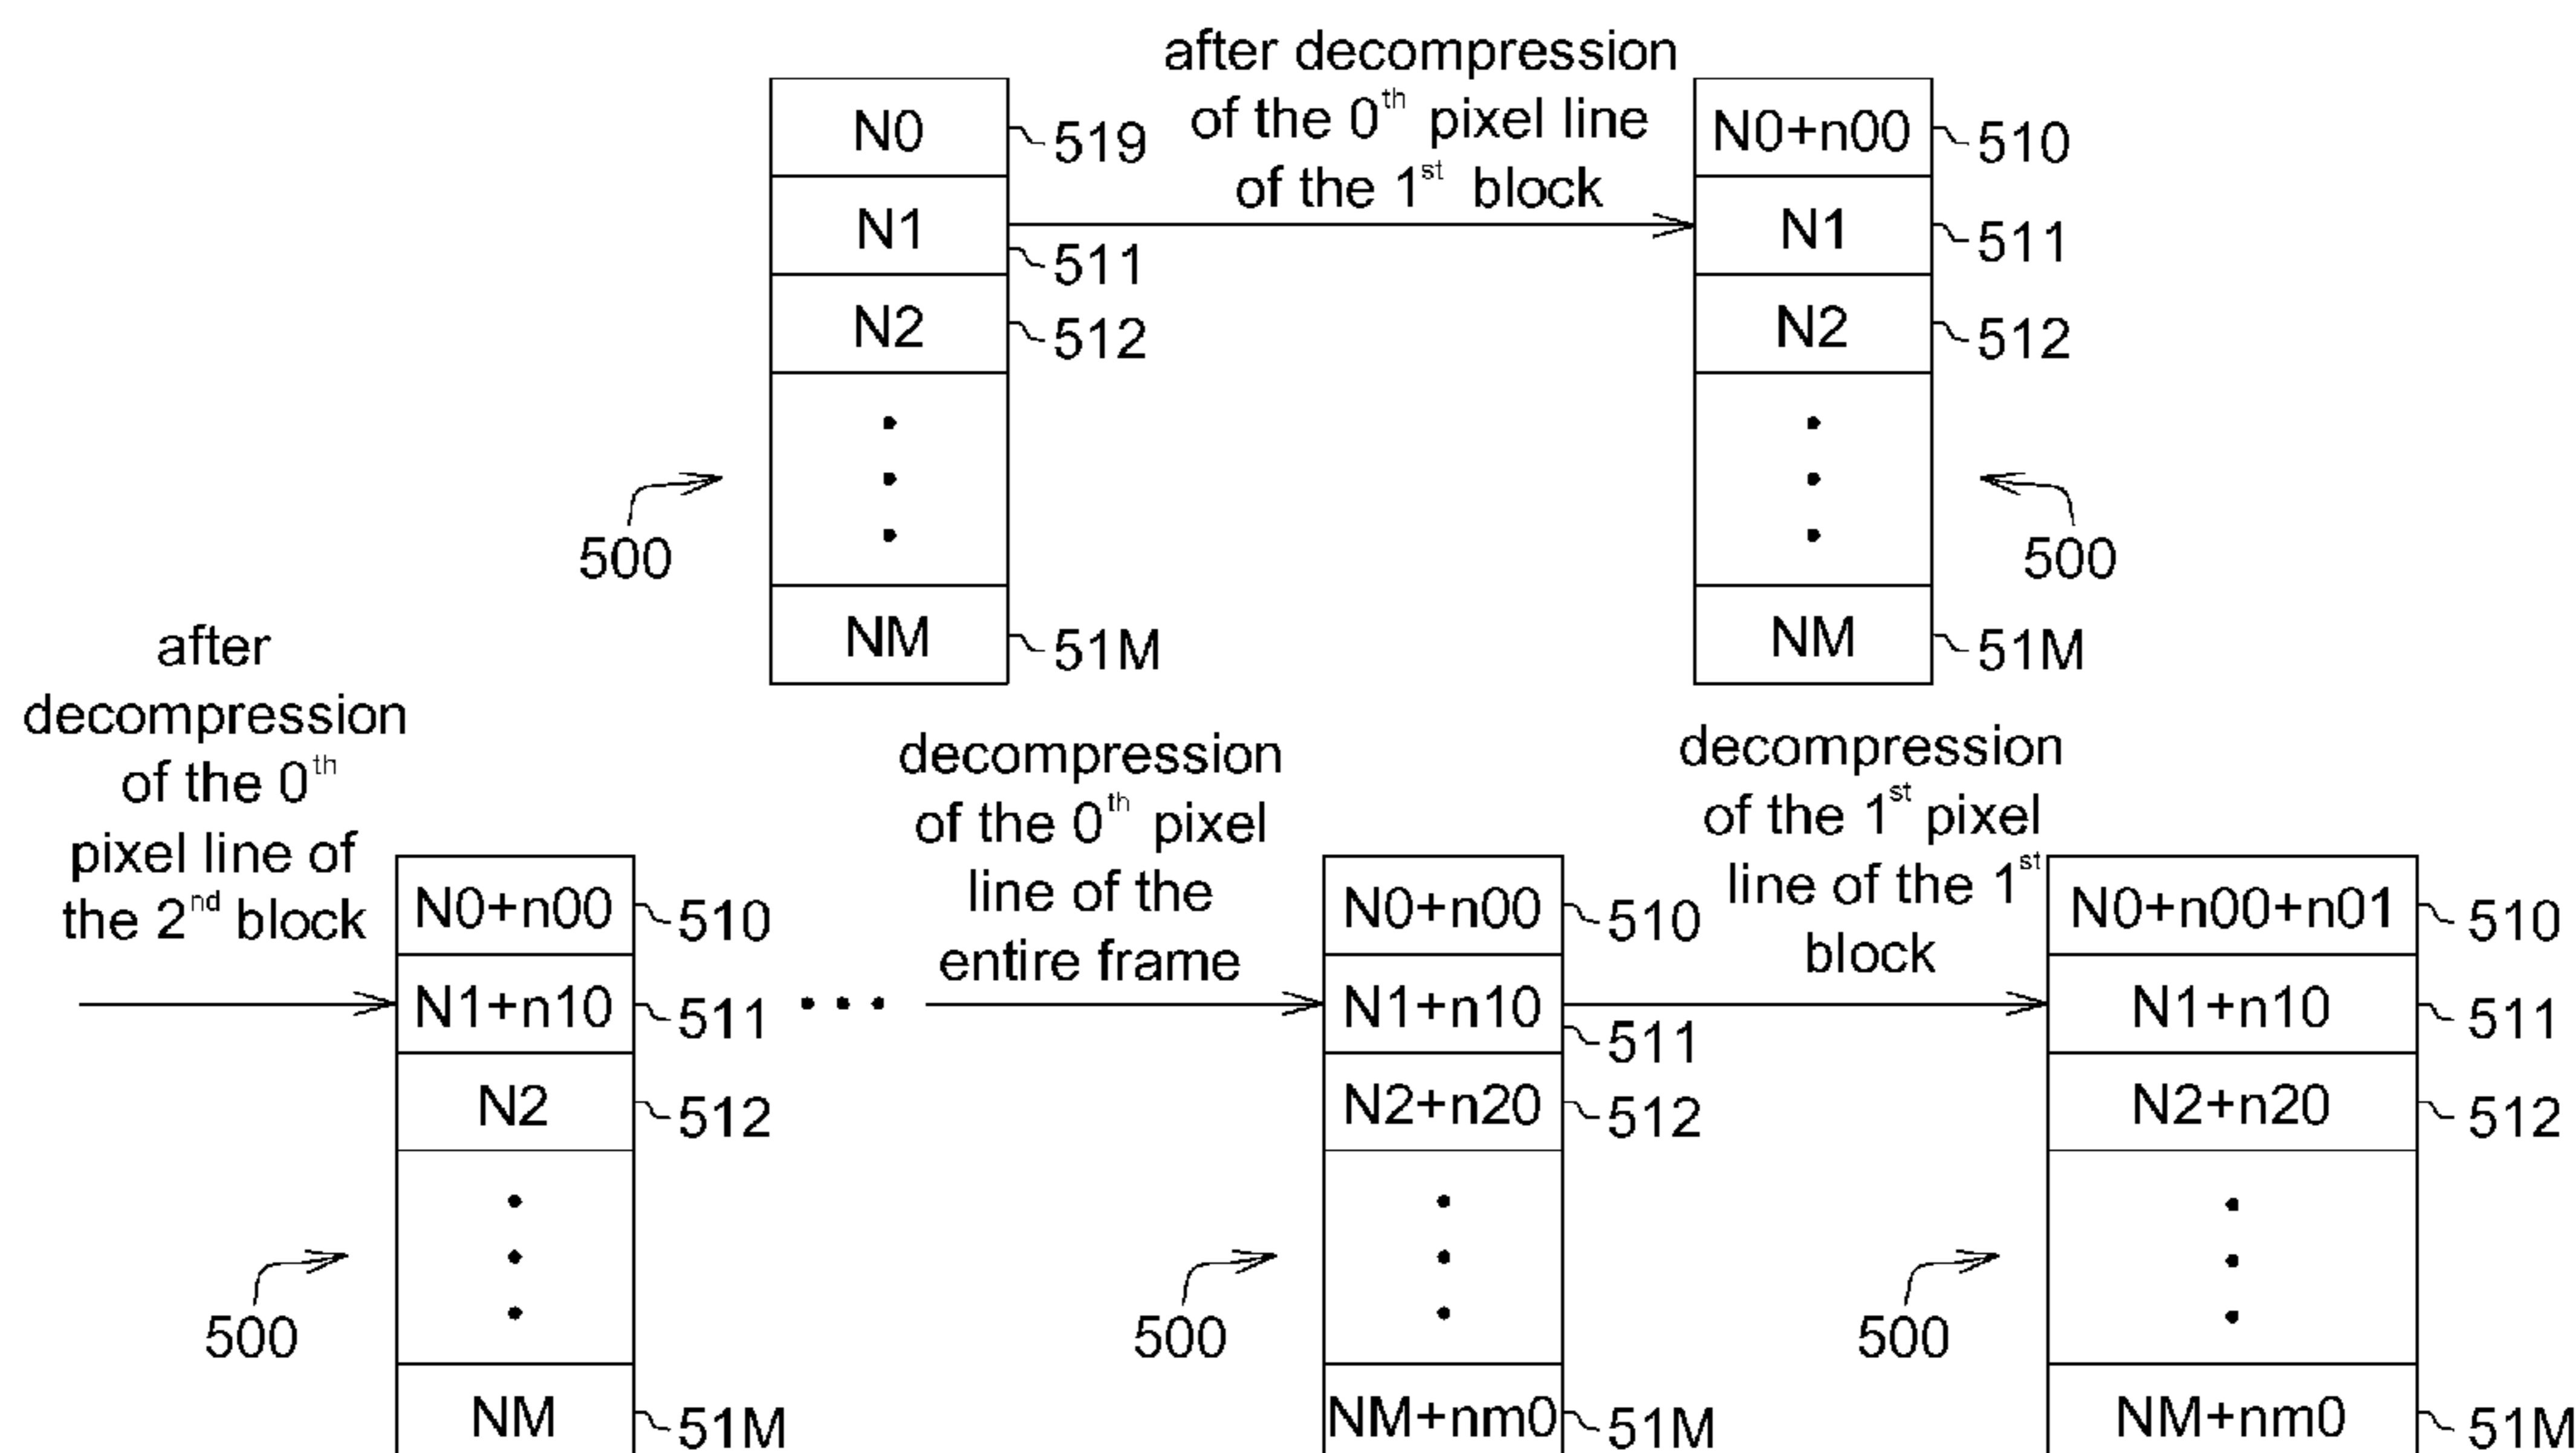 after decompression
of the 0th pixel line
of the 1st block
N0
519
N1
511
N2
512
NM
51M
500
N0+n00
510
N1
511
N2
512
NM
51M
500
after
decompression
of the 0th
pixel line of
the 2nd block
N0+n00
510
N1+n10
511
N2
512
NM
51M
500
decompression
of the 0th pixel
line of the
entire frame
N0+n00
510
N1+n10
511
N2+n20
512
NM+nm0
51M
500
decompression
of the 1st pixel
line of the 1st
block
N0+n00+n01
510
N1+n10
511
N2+n20
512
NM+nm0
51M
500